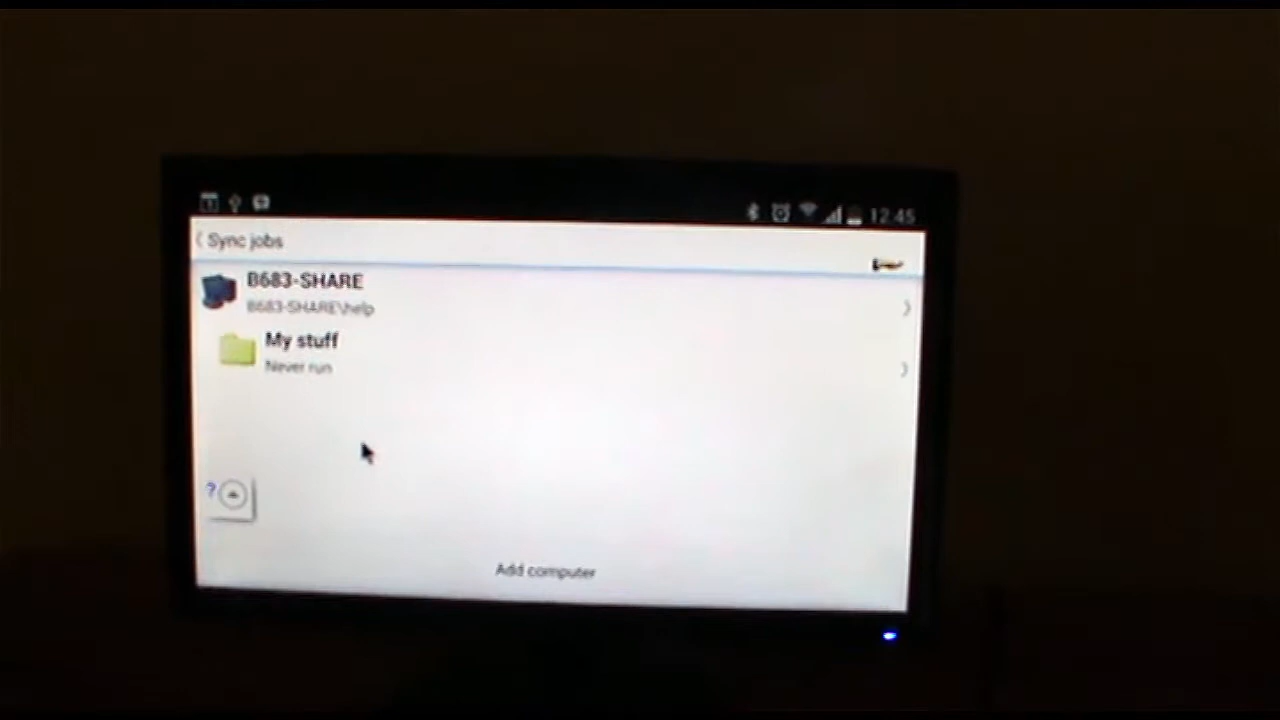 12.45
Sync jobs
B683-SHARE
B683-SHARE\help
My stuff
Never run
?
Add computer